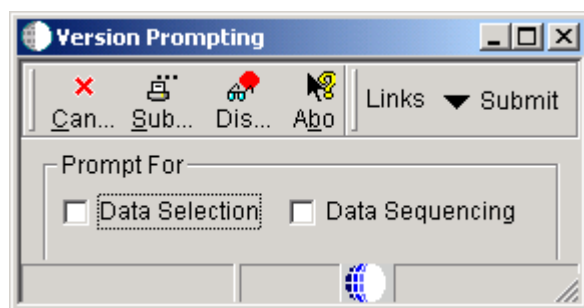 Version Prompting
Can... Sub... Dis... Abo Links Submit
Prompt For
Data Selection Data Sequencing